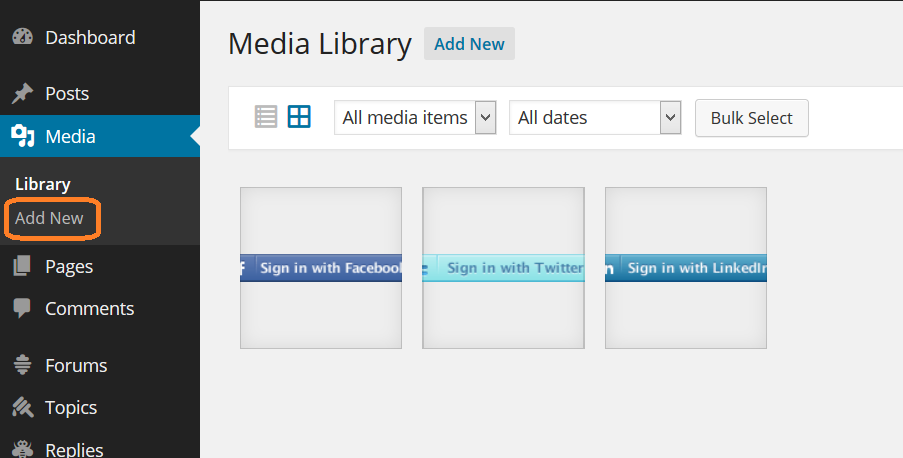 Dashboard
Posts
Media
Library
Add New
Pages
Comments
Forums
Topics
Replies
Media Library Add New
All media items All dates Bulk Select
f Sign in with Facebook
Sign in with Twitter
in Sign in with LinkedIn